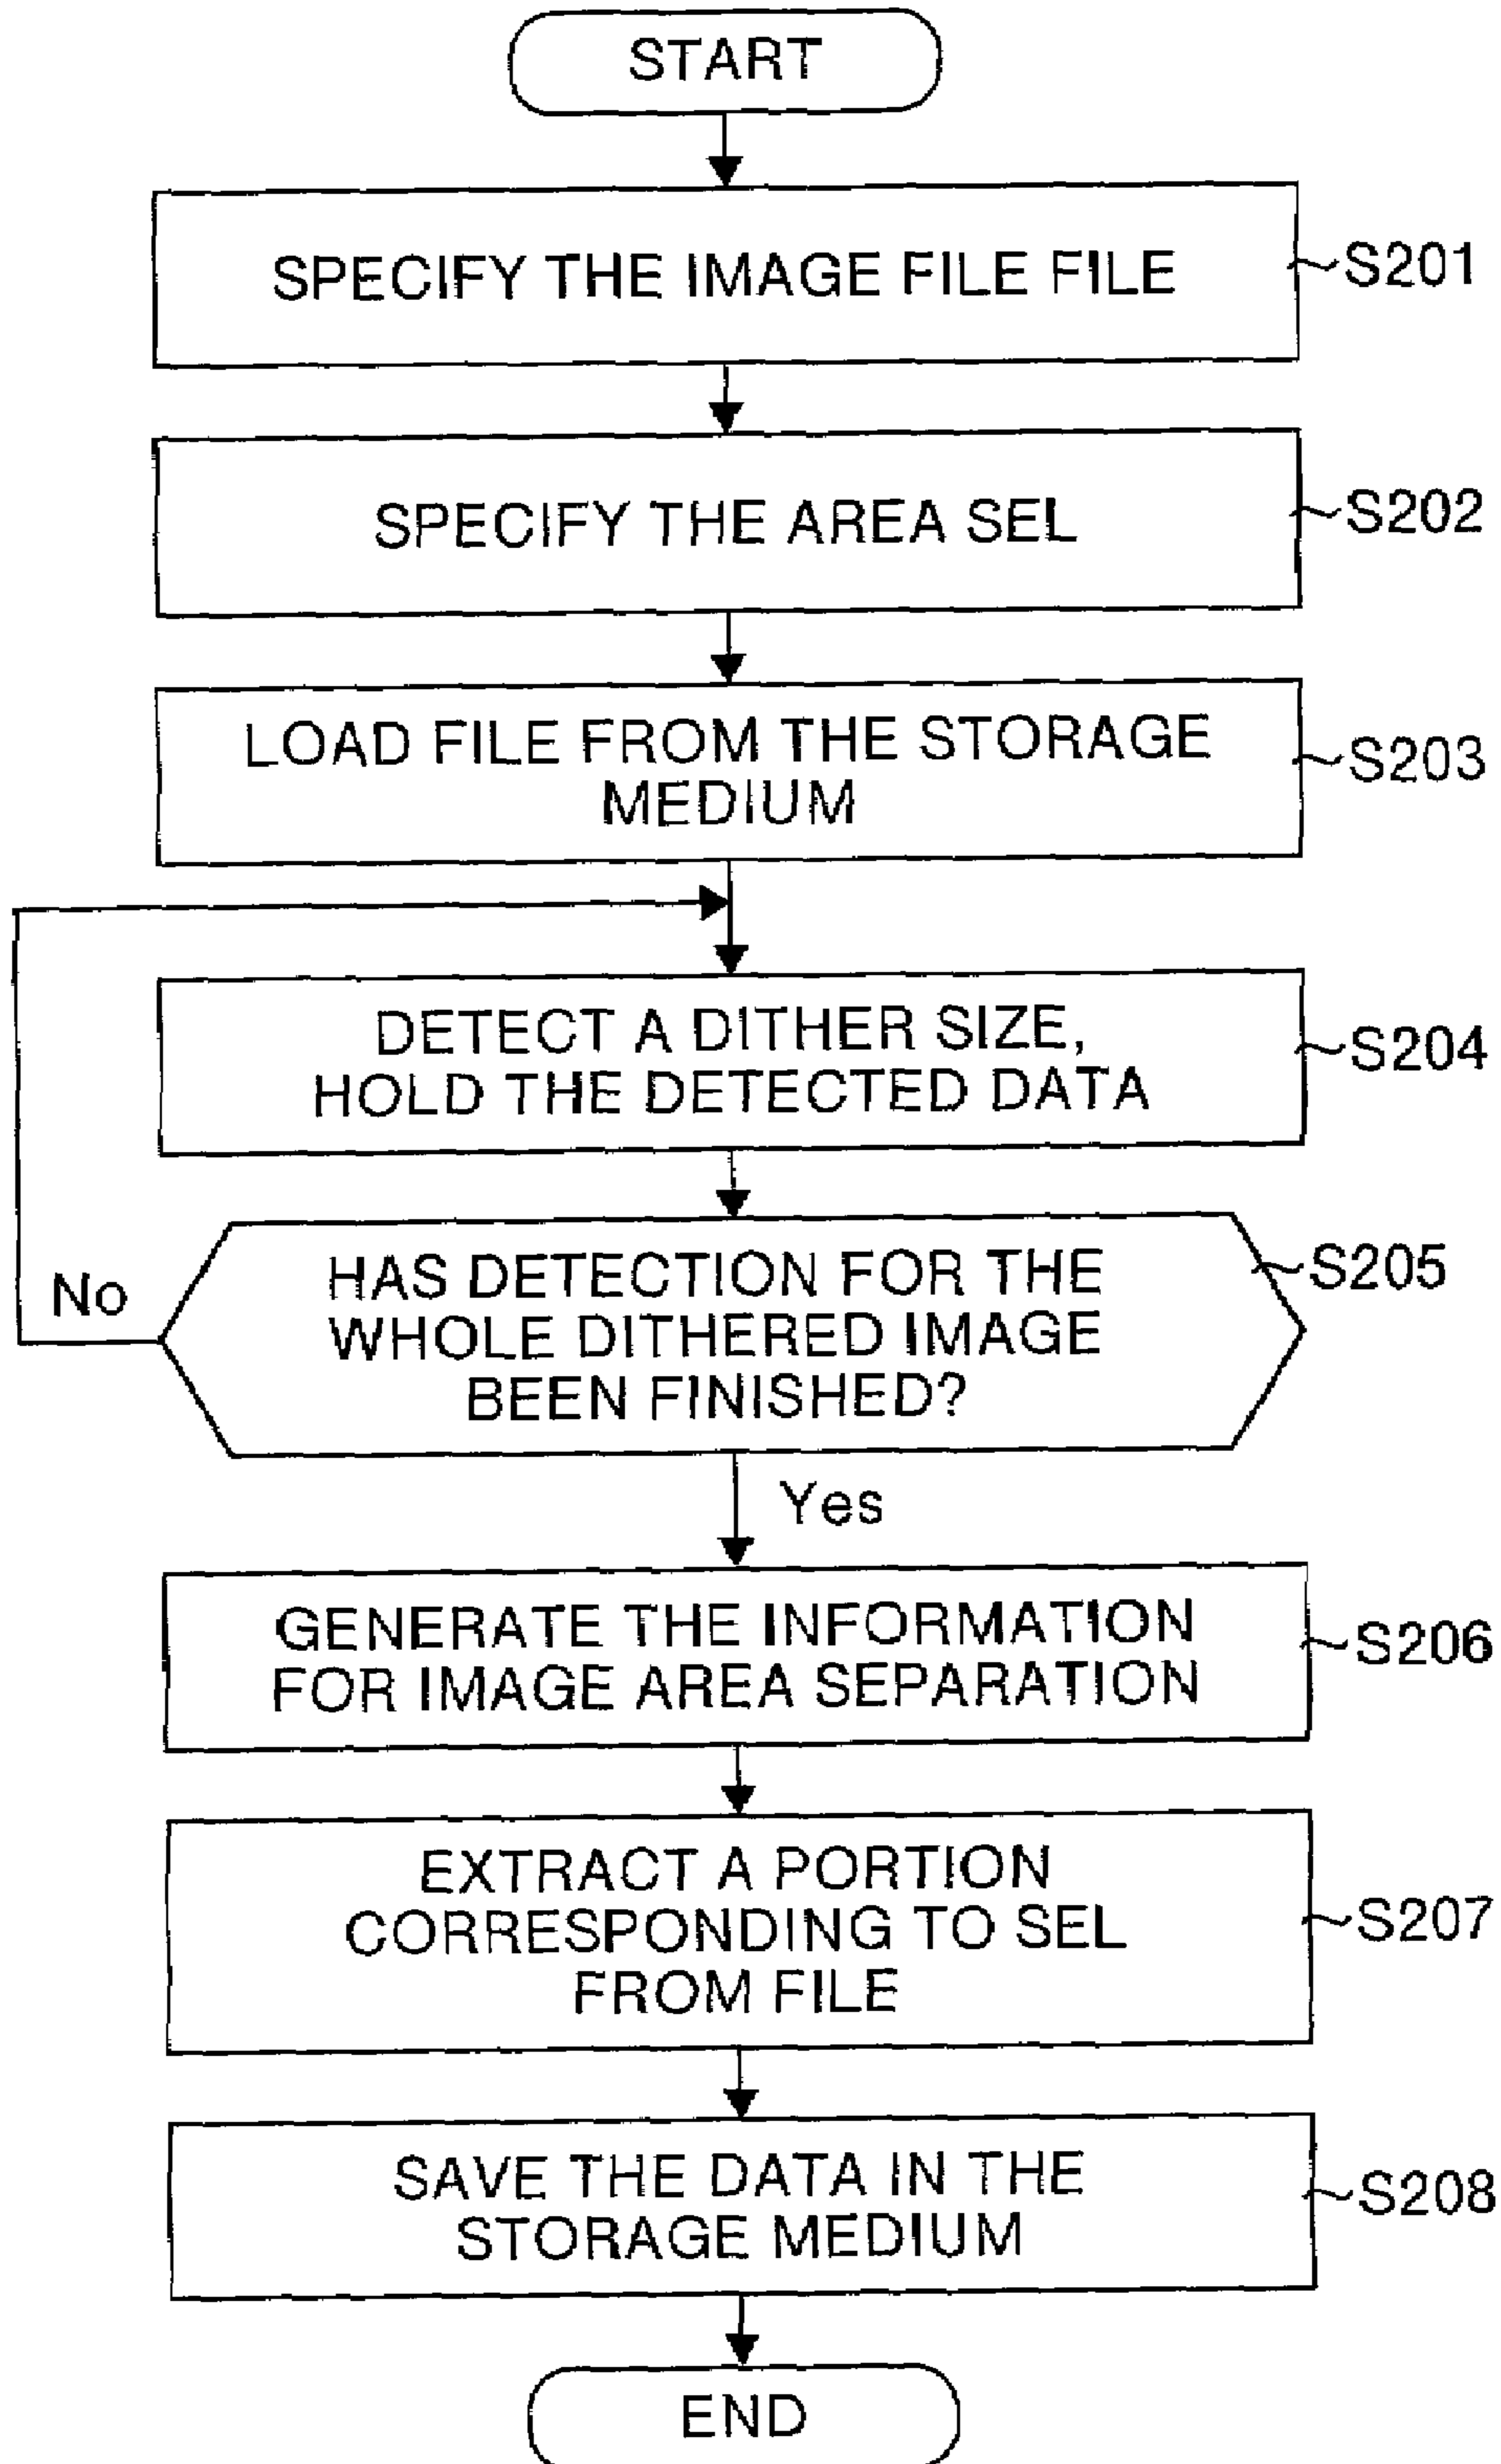 START
SPECIFY THE IMAGE FILE FILE
S201
SPECIFY THE AREA SEL
S202
LOAD FILE FROM THE STORAGE
MEDIUM
S203
DETECT A DITHER SIZE,
HOLD THE DETECTED DATA
S204
HAS DETECTION FOR THE
WHOLE DITHERED IMAGE
BEEN FINISHED?
S205
No
Yes
GENERATE THE INFORMATION
FOR IMAGE AREA SEPARATION
S206
EXTRACT A PORTION
CORRESPONDING TO SEL
FROM FILE
S207
SAVE THE DATA IN THE
STORAGE MEDIUM
S208
END